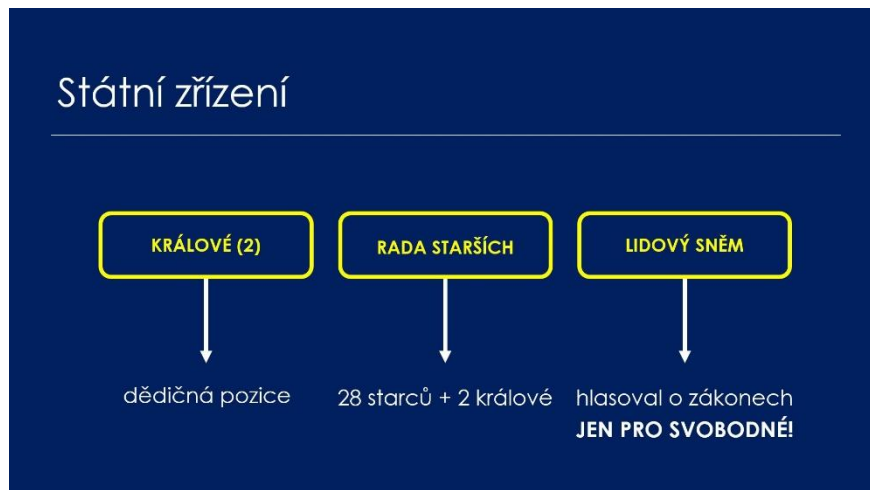 Státní zřízení
KRÁLOVÉ (2)
RADA STARŠÍCH
LIDOVÝ SNĚM
dědičná pozice
28 starců + 2 králové
hlasoval o zákonech
JEN PRO SVOBODNÉ!